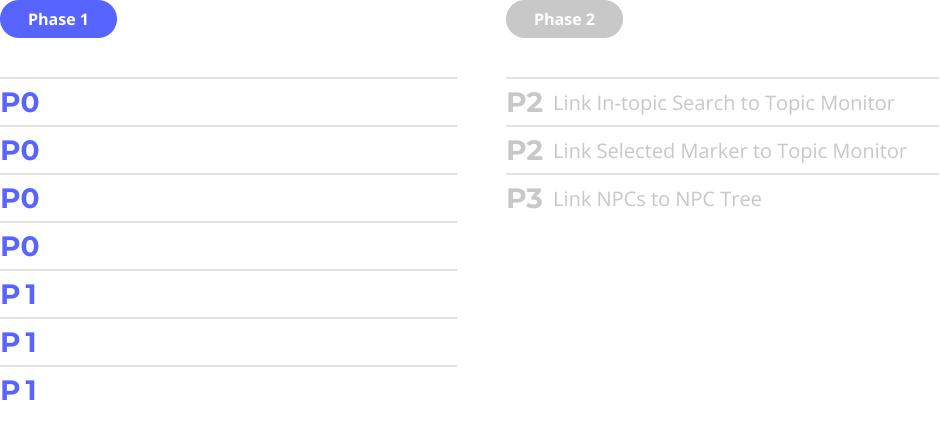 Phase 1
P0
P0
P0
P0
P1
P1
P1
Phase 2
P2 Link In-topic Search to Topic Monitor
P2 Link Selected Marker to Topic Monitor
P3 Link NPCs to NPC Tree